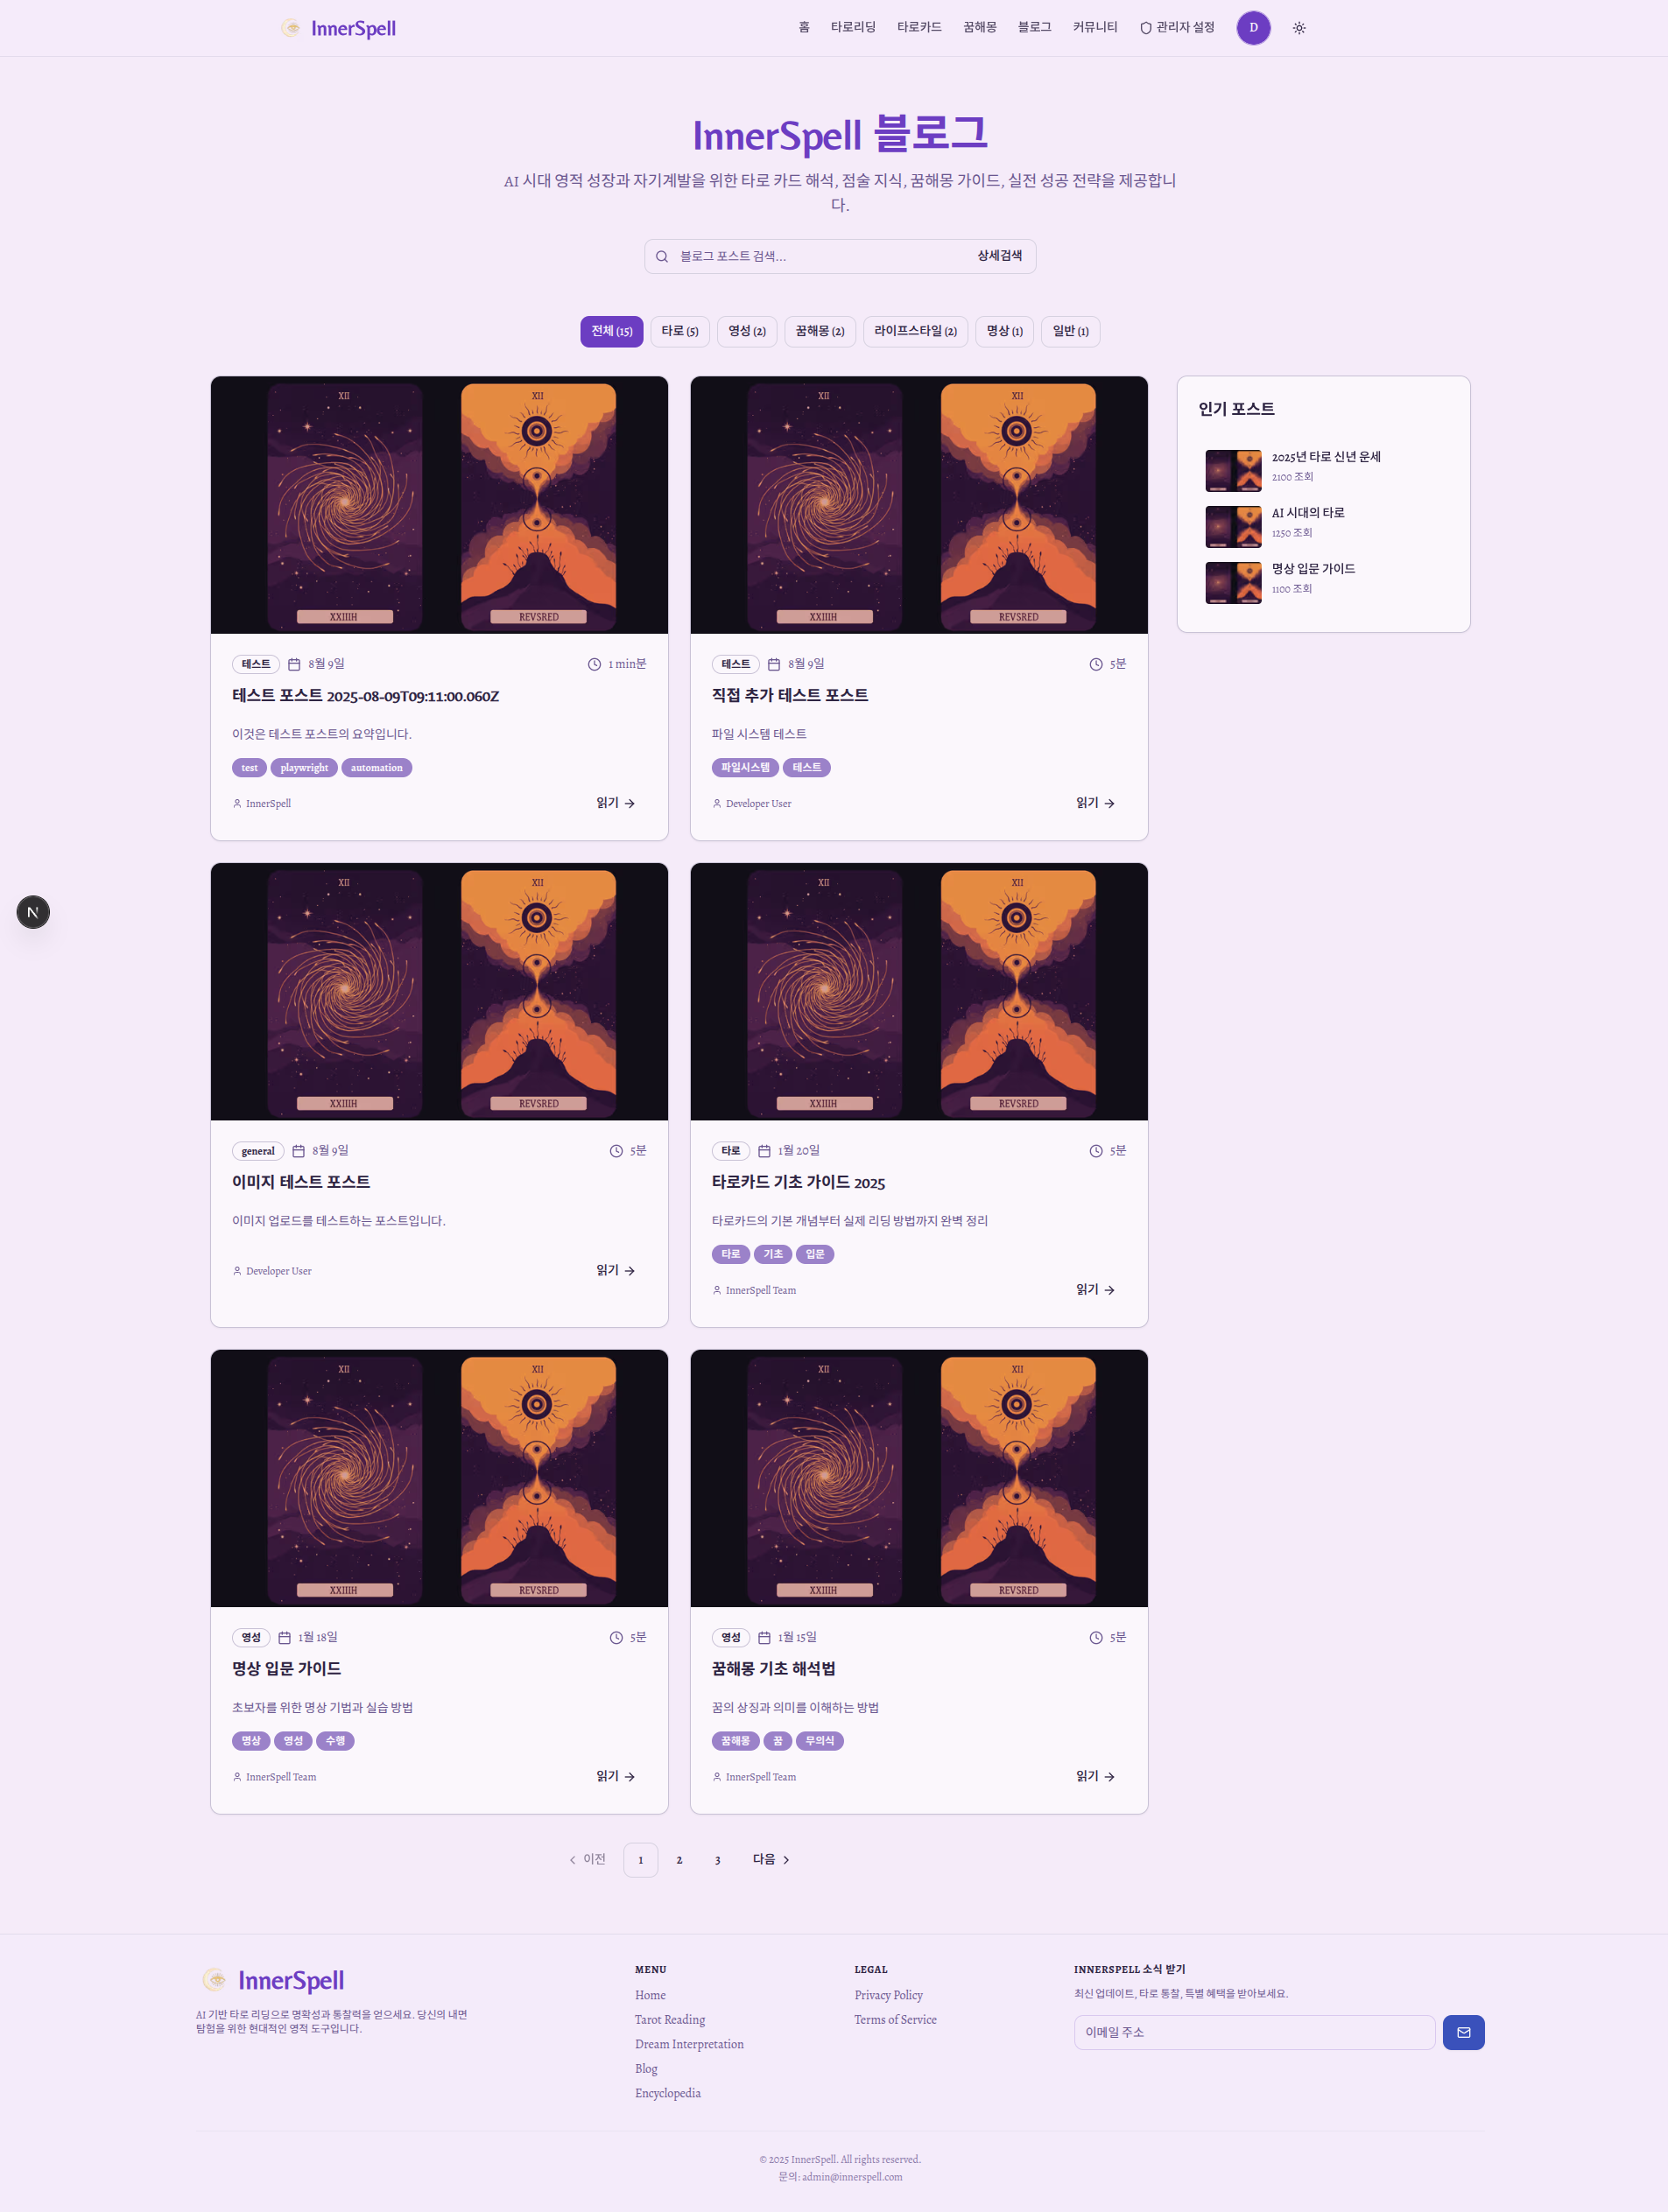 InnerSpell
홈 타로리딩 타로카드 꿈해몽 블로그 커뮤니티 관리자 설정 D
InnerSpell 블로그
AI 시대 영적 성장과 자기계발을 위한 타로 카드 해석, 점술 지식, 꿈해몽 가이드, 실전 성공 전략을 제공합니
다.
블로그 포스트 검색... 상세검색
전체 (15) 타로 (5) 영성 (2) 꿈해몽 (2) 라이프스타일 (2) 명상 (1) 일반 (1)
XII XII
XXIIIH REVSRED
테스트 8월 9일 1 min분
테스트 포스트 2025-08-09T09:11:00.060Z
이것은 테스트 포스트의 요약입니다.
test playwright automation
InnerSpell 읽기
XII XII
XXIIIH REVSRED
테스트 8월 9일 5분
직접 추가 테스트 포스트
파일 시스템 테스트
파일시스템 테스트
Developer User 읽기
인기 포스트
2025년 타로 신년 운세
2100 조회
AI 시대의 타로
1250 조회
명상 입문 가이드
1100 조회
XII XII
XXIIIH REVSRED
general 8월 9일 5분
이미지 테스트 포스트
이미지 업로드를 테스트하는 포스트입니다.
Developer User 읽기
XII XII
XXIIIH REVSRED
타로 1월 20일 5분
타로카드 기초 가이드 2025
타로카드의 기본 개념부터 실제 리딩 방법까지 완벽 정리
타로 기초 입문
InnerSpell Team 읽기
XII XII
XXIIIH REVSRED
영성 1월 18일 5분
명상 입문 가이드
초보자를 위한 명상 기법과 실습 방법
명상 영성 수행
InnerSpell Team 읽기
XII XII
XXIIIH REVSRED
영성 1월 15일 5분
꿈해몽 기초 해석법
꿈의 상징과 의미를 이해하는 방법
꿈해몽 꿈 무의식
InnerSpell Team 읽기
이전 1 2 3 다음
N
InnerSpell
AI 기반 타로 리딩으로 명확성과 통찰력을 얻으세요. 당신의 내면
탐험을 위한 현대적인 영적 도구입니다.
MENU
Home
Tarot Reading
Dream Interpretation
Blog
Encyclopedia
LEGAL
Privacy Policy
Terms of Service
INNERSPELL 소식 받기
최신 업데이트, 타로 통찰, 특별 혜택을 받아보세요.
이메일 주소
© 2025 InnerSpell. All rights reserved.
문의: admin@innerspell.com